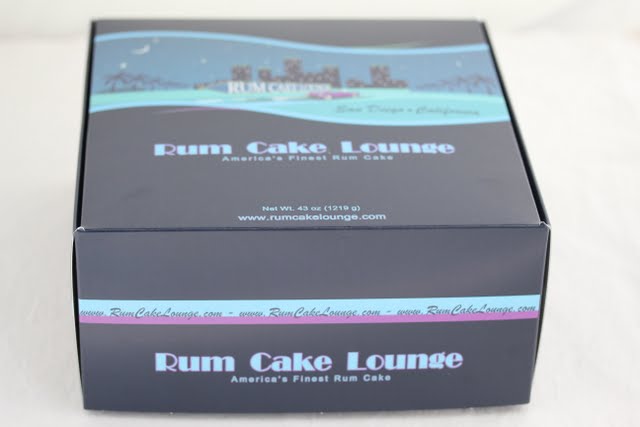 RUM CAKE LOUNGE
San Diego • California
Rum Cake Lounge
America's Finest Rum Cake
Net Wt. 43 oz (1219 g)
www.rumcakelounge.com
www.RumCakeLounge.com - www.RumCakeLounge.com - www.RumCakeLounge.com
Rum Cake Lounge
America's Finest Rum Cake